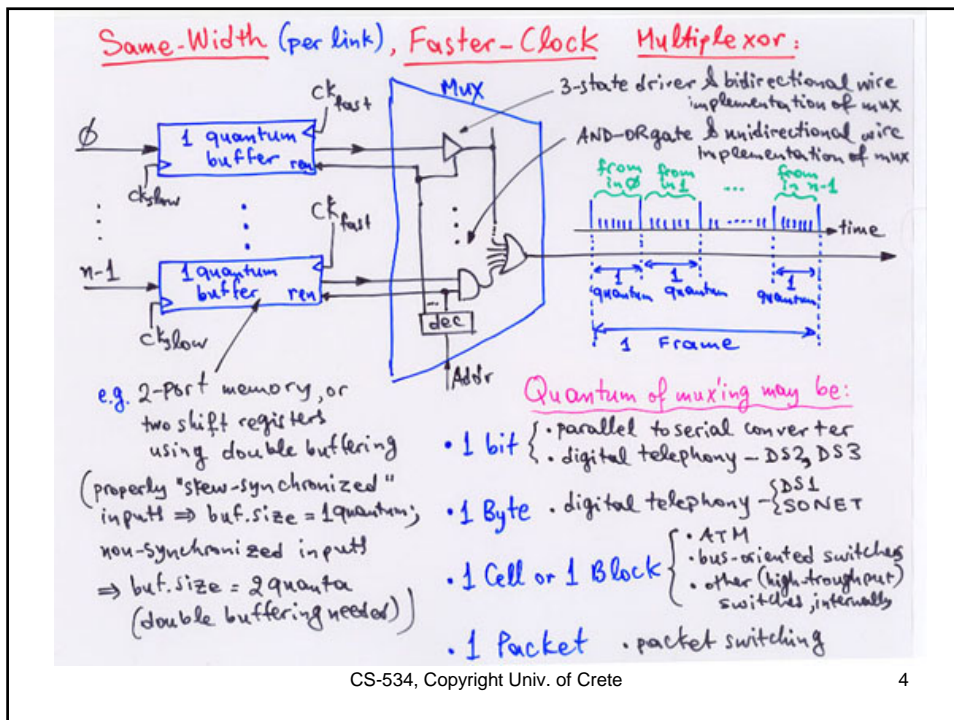 Same-Width (per link), Faster-Clock Multiplexor:
ck fast
Mux
3-state driver & bidirectional wire
implementation of mux
AND-OR gate & unidirectional wire
implementation of mux
∅
1 quantum
buffer
ren
ck slow
from in∅
from in1
...
from in n-1
time
ck fast
n-1
1 quantum
buffer
ren
ck slow
dec
Addr
1 quantum
1 quantum
1 quantum
1 Frame
e.g. 2-port memory, or
two shift registers
using double buffering
(properly "skew-synchronized"
inputs ⇒ buf.size = 1 quantum;
non-synchronized inputs
⇒ buf.size = 2 quanta
(double buffering needed))
Quantum of mux'ing may be:
• 1 bit { • parallel to serial converter
• digital telephony – DS2, DS3
• 1 Byte • digital telephony – { DS1
SONET
• 1 Cell or 1 Block { • ATM
• bus-oriented switches
• other (high-troughput)
switches, internally
• 1 Packet • packet switching
CS-534, Copyright Univ. of Crete 4